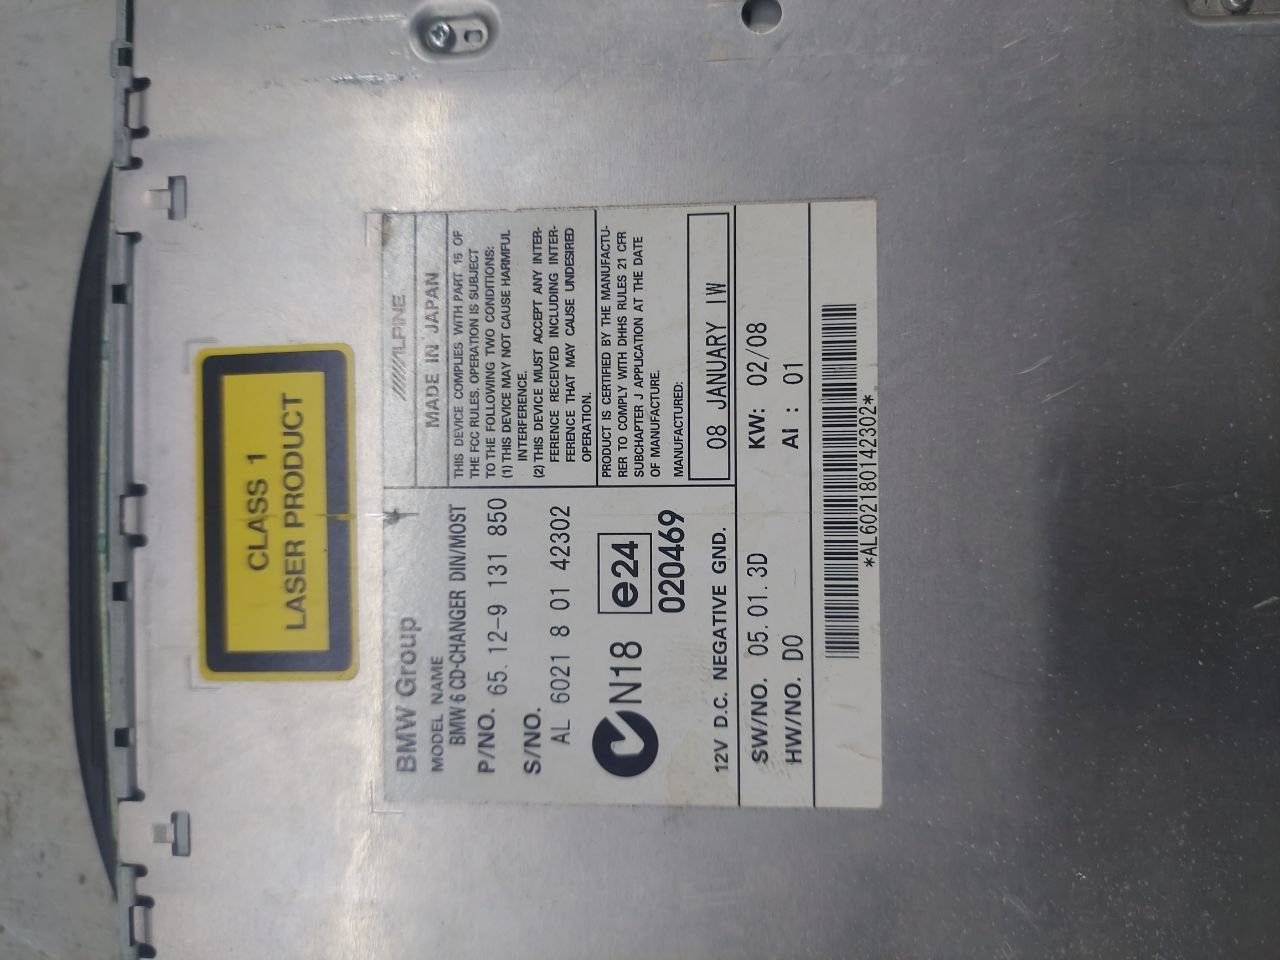 CLASS 1
LASER PRODUCT
BMW Group
MODEL NAME
BMW 6 CD-CHANGER DIN/MOST
P/NO. 65. 12-9 131 850
S/NO.
AL 6021 8 01 42302
N18 e24
020469
12V D.C. NEGATIVE GND.
ALPINE
MADE IN JAPAN
THIS DEVICE COMPLIES WITH PART 15 OF
THE FCC RULES. OPERATION IS SUBJECT
TO THE FOLLOWING TWO CONDITIONS:
(1) THIS DEVICE MAY NOT CAUSE HARMFUL
INTERFERENCE.
(2) THIS DEVICE MUST ACCEPT ANY INTER-
FERENCE RECEIVED INCLUDING INTER-
FERENCE THAT MAY CAUSE UNDESIRED
OPERATION.
PRODUCT IS CERTIFIED BY THE MANUFACTU-
RER TO COMPLY WITH DHHS RULES 21 CFR
SUBCHAPTER J APPLICATION AT THE DATE
OF MANUFACTURE.
MANUFACTURED:
08 JANUARY IW
SW/NO. 05. 01. 3D KW: 02/08
HW/NO. D0 AI : 01
*AL602180142302*